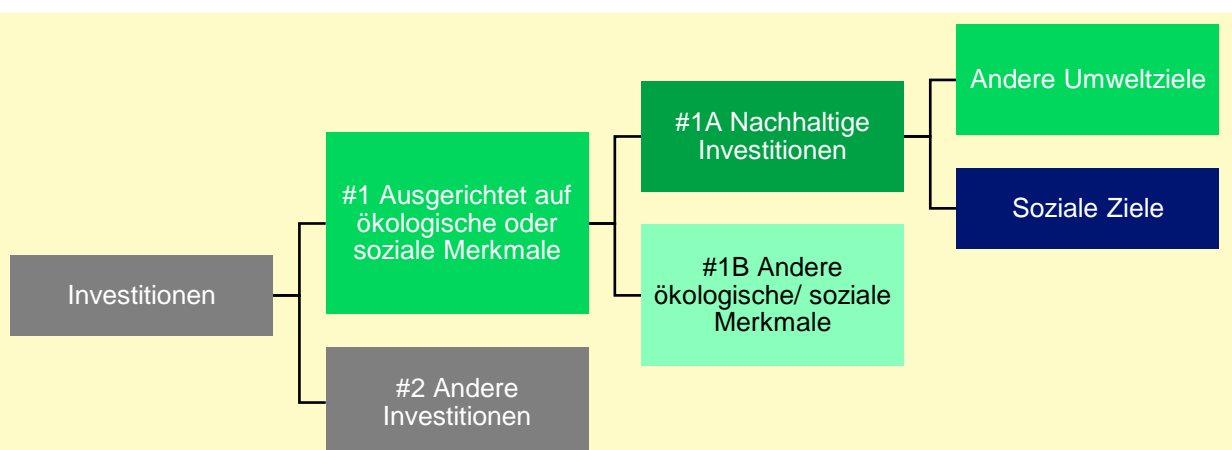 Investitionen
#1 Ausgerichtet auf
ökologische oder
soziale Merkmale
#2 Andere
Investitionen
#1A Nachhaltige
Investitionen
#1B Andere
ökologische/ soziale
Merkmale
Andere Umweltziele
Soziale Ziele